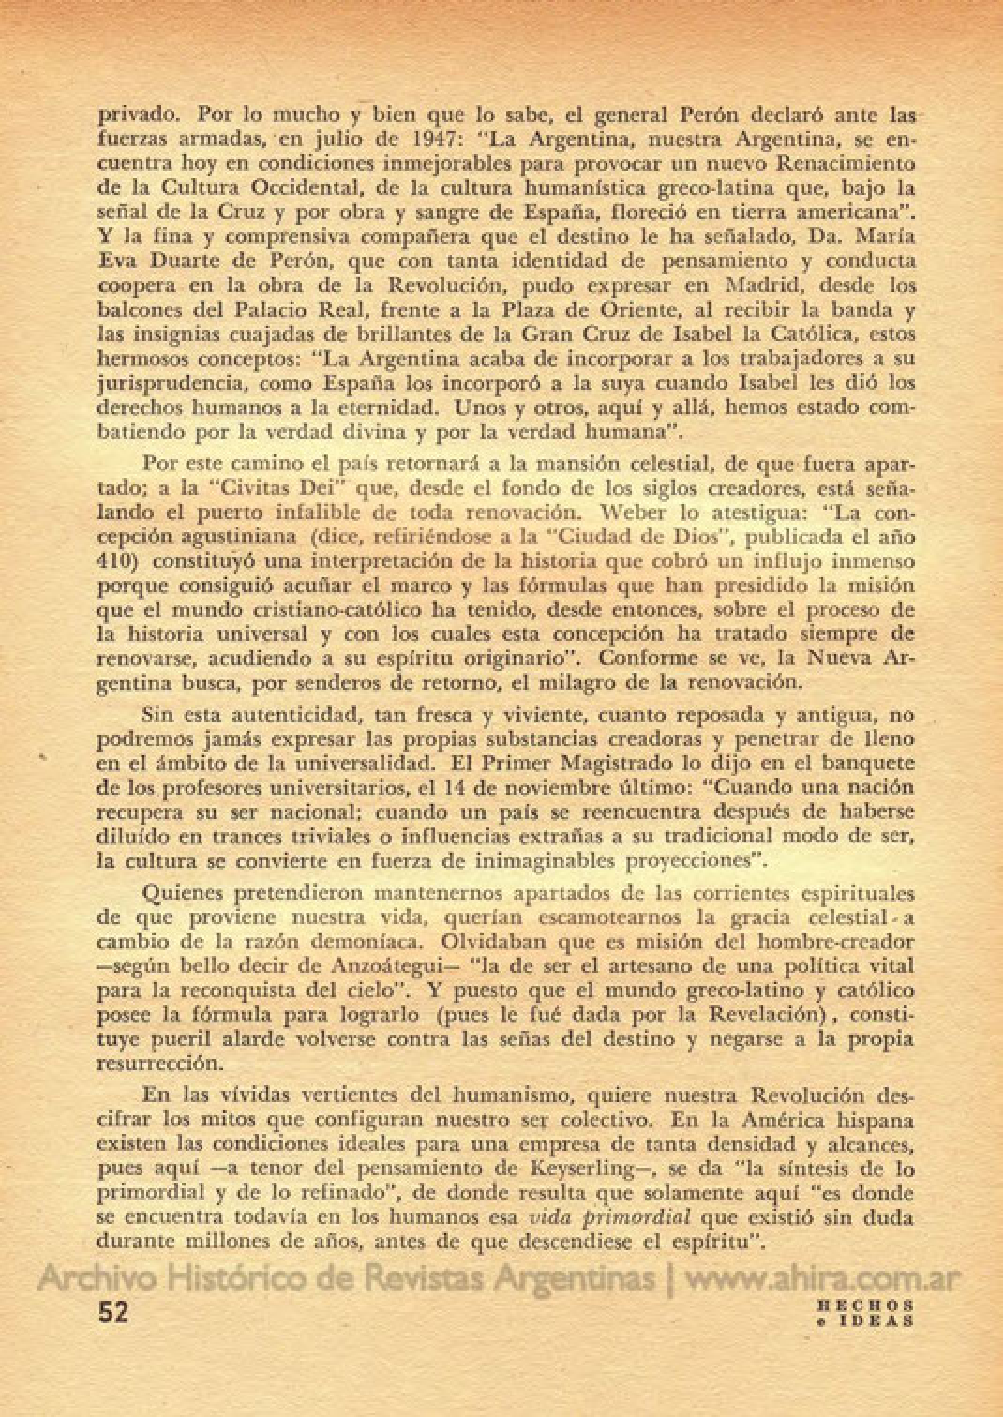 privado. Por lo mucho y bien que lo sabe, el general Perón declaró ante las
fuerzas armadas, en julio de 1947: “La Argentina, nuestra Argentina, se en-
cuentra hoy en condiciones inmejorables para provocar un nuevo Renacimiento
de la Cultura Occidental, de la cultura humanística greco-latina que, bajo la
señal de la Cruz y por obra y sangre de España, floreció en tierra americana”.
Y la fina y comprensiva compañera que el destino le ha señalado, Da. María
Eva Duarte de Perón, que con tanta identidad de pensamiento y conducta
coopera en la obra de la Revolución, pudo expresar en Madrid, desde los
balcones del Palacio Real, frente a la Plaza de Oriente, al recibir la banda y
las insignias cuajadas de brillantes de la Gran Cruz de Isabel la Católica, estos
hermosos conceptos: “La Argentina acaba de incorporar a los trabajadores a su
jurisprudencia, como España los incorporó a la suya cuando Isabel les dió los
derechos humanos a la eternidad. Unos y otros, aquí y allá, hemos estado com-
batiendo por la verdad divina y por la verdad humana”.
Por este camino el país retornará a la mansión celestial, de que fuera apar-
tado; a la “Civitas Dei” que, desde el fondo de los siglos creadores, está seña-
lando el puerto infalible de toda renovación. Weber lo atestigua: “La con-
cepción agustiniana (dice, refiriéndose a la “Ciudad de Dios”, publicada el año
410) constituyó una interpretación de la historia que cobró un influjo inmenso
porque consiguió acuñar el marco y las fórmulas que han presidido la misión
que el mundo cristiano-católico ha tenido, desde entonces, sobre el proceso de
la historia universal y con los cuales esta concepción ha tratado siempre de
renovarse, acudiendo a su espíritu originario”. Conforme se ve, la Nueva Ar-
gentina busca, por senderos de retorno, el milagro de la renovación.
Sin esta autenticidad, tan fresca y viviente, cuanto reposada y antigua, no
podremos jamás expresar las propias substancias creadoras y penetrar de lleno
en el ámbito de la universalidad. El Primer Magistrado lo dijo en el banquete
de los profesores universitarios, el 14 de noviembre último: “Cuando una nación
recupera su ser nacional; cuando un país se reencuentra después de haberse
diluído en trances triviales o influencias extrañas a su tradicional modo de ser,
la cultura se convierte en fuerza de inimaginables proyecciones”.
Quienes pretendieron mantenernos apartados de las corrientes espirituales
de que proviene nuestra vida, querían escamotearnos la gracia celestial - a
cambio de la razón demoníaca. Olvidaban que es misión del hombre-creador
—según bello decir de Anzoátegui— “la de ser el artesano de una política vital
para la reconquista del cielo”. Y puesto que el mundo greco-latino y católico
posee la fórmula para lograrlo (pues le fué dada por la Revelación), consti-
tuye pueril alarde volverse contra las señas del destino y negarse a la propia
resurrección.
En las vívidas vertientes del humanismo, quiere nuestra Revolución des-
cifrar los mitos que configuran nuestro ser colectivo. En la América hispana
existen las condiciones ideales para una empresa de tanta densidad y alcances,
pues aquí —a tenor del pensamiento de Keyserling—, se da “la síntesis de lo
primordial y de lo refinado”, de donde resulta que solamente aquí “es donde
se encuentra todavía en los humanos esa vida primordial que existió sin duda
durante millones de años, antes de que descendiese el espíritu”.
Archivo Histórico de Revistas Argentinas | www.ahira.com.ar
52
HECHOS
e IDEAS